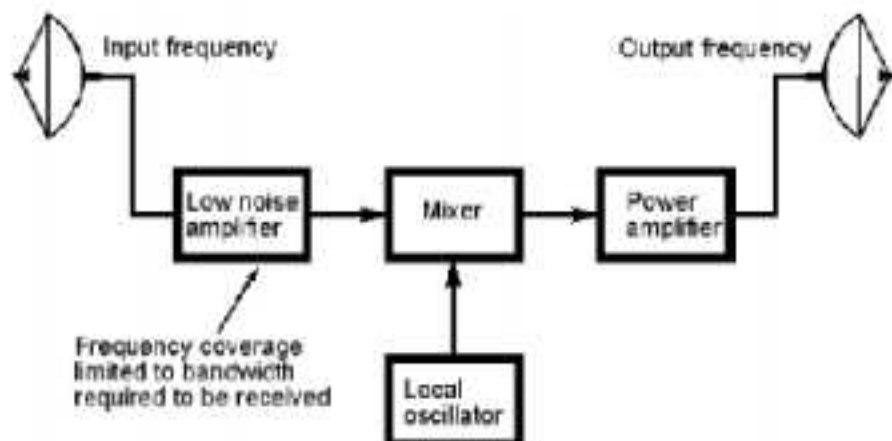 Input frequency
Output frequency
Low noise
amplifier
Mixer
Power
amplifier
Frequency coverage
limited to bandwidth
required to be received
Local
oscillator